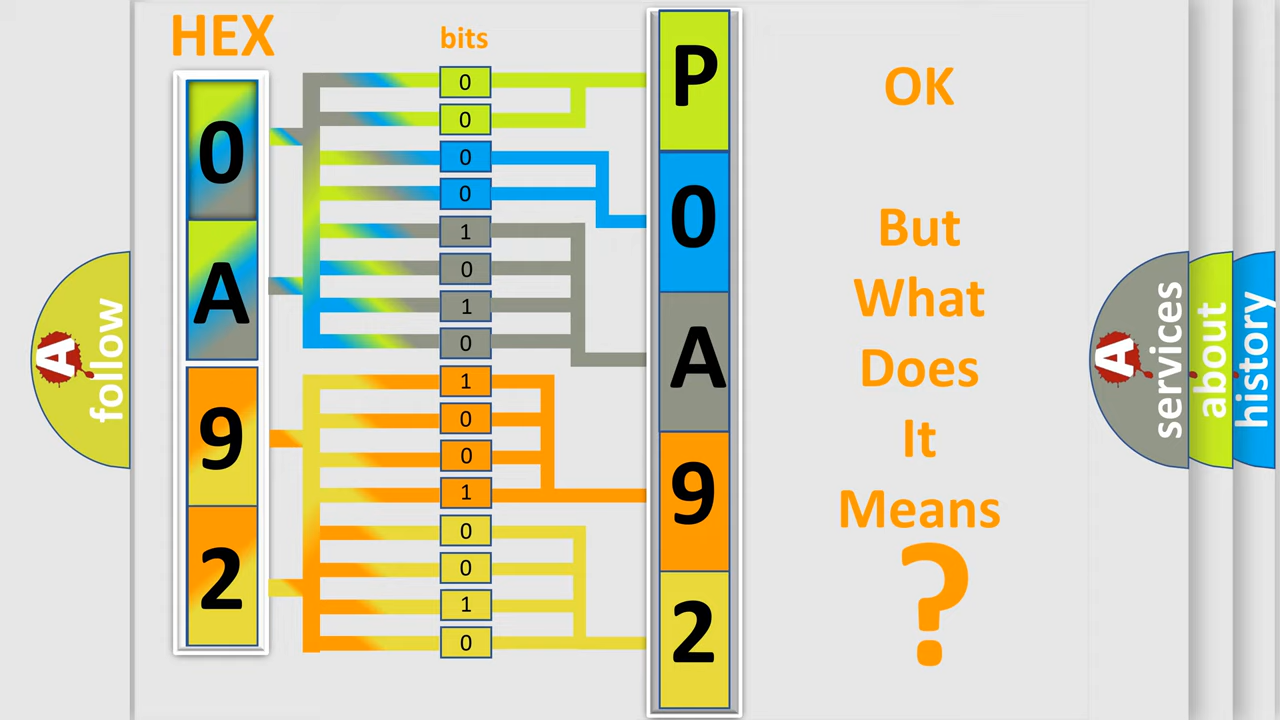 HEX
bits
0
A
9
2
0
0
0
0
1
0
1
0
1
0
0
1
0
0
1
0
P
0
A
9
2
OK
But
What
Does
It
Means
?
A
follow
A
services
about
history